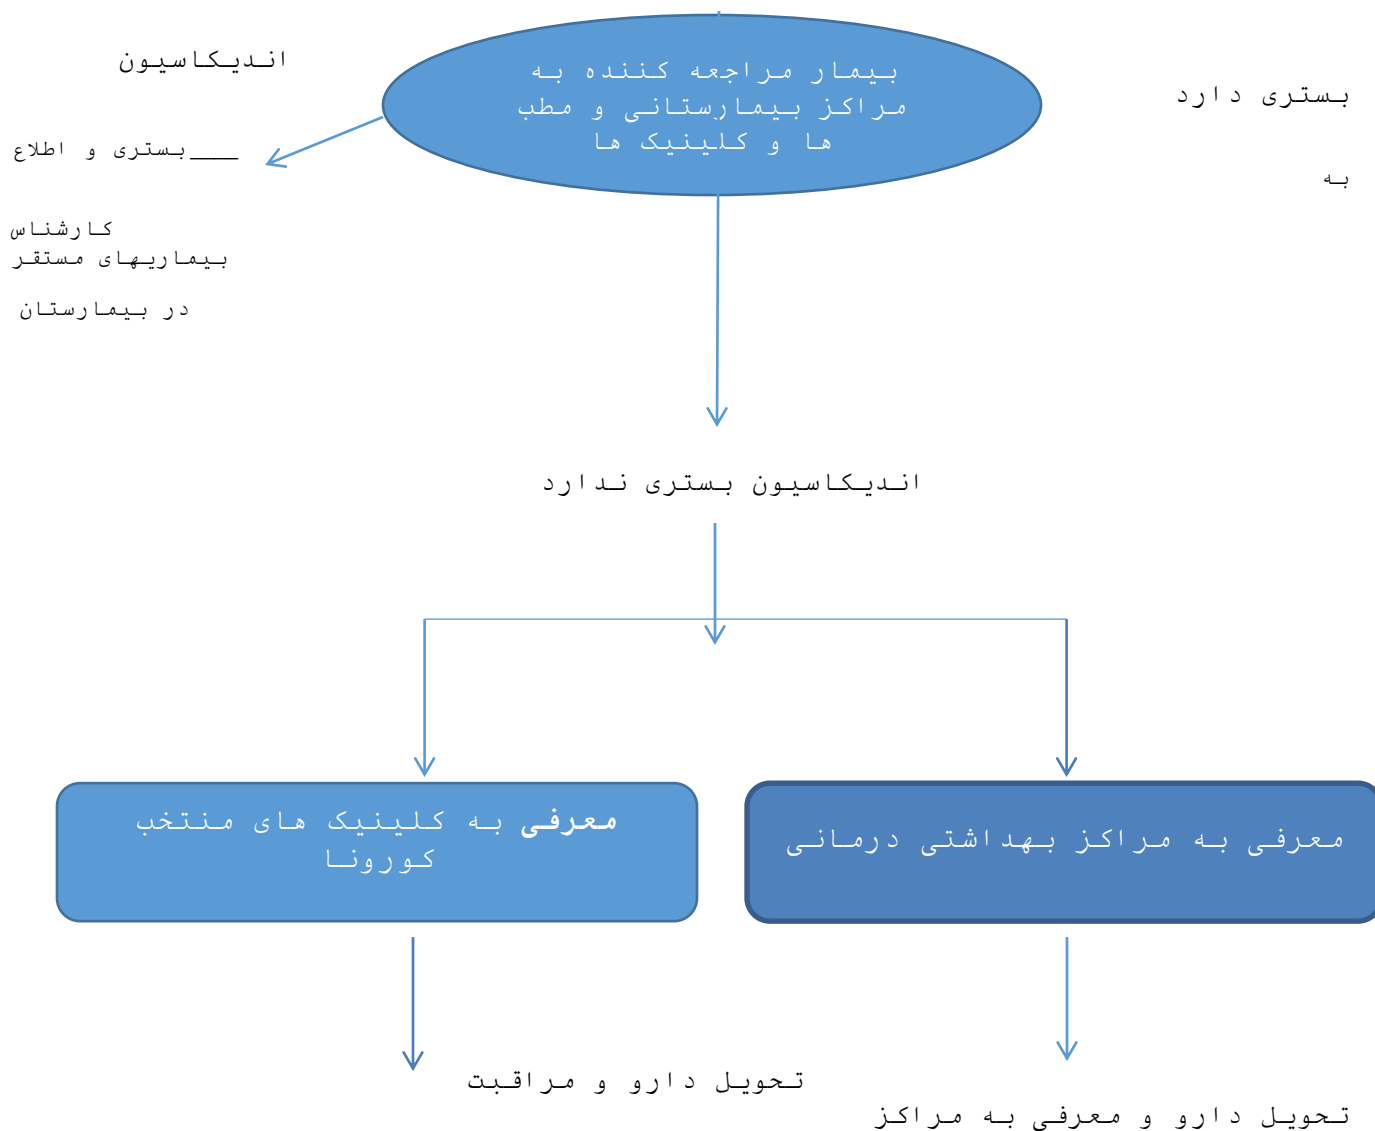 اندیکاسیون
بستری دارد
بستری و اطلاع
به
کارشناس
بیماریهای مستقر
در بیمارستان
بیمار مراجعه کننده به
مراکز بیمارستانی و مطب
ها و کلینیک ها
اندیکاسیون بستری ندارد
معرفی به مراکز بهداشتی درمانی
معرفی به کلینیک های منتخب
کورونا
تحویل دارو و مراقبت
تحویل دارو و معرفی به مراکز